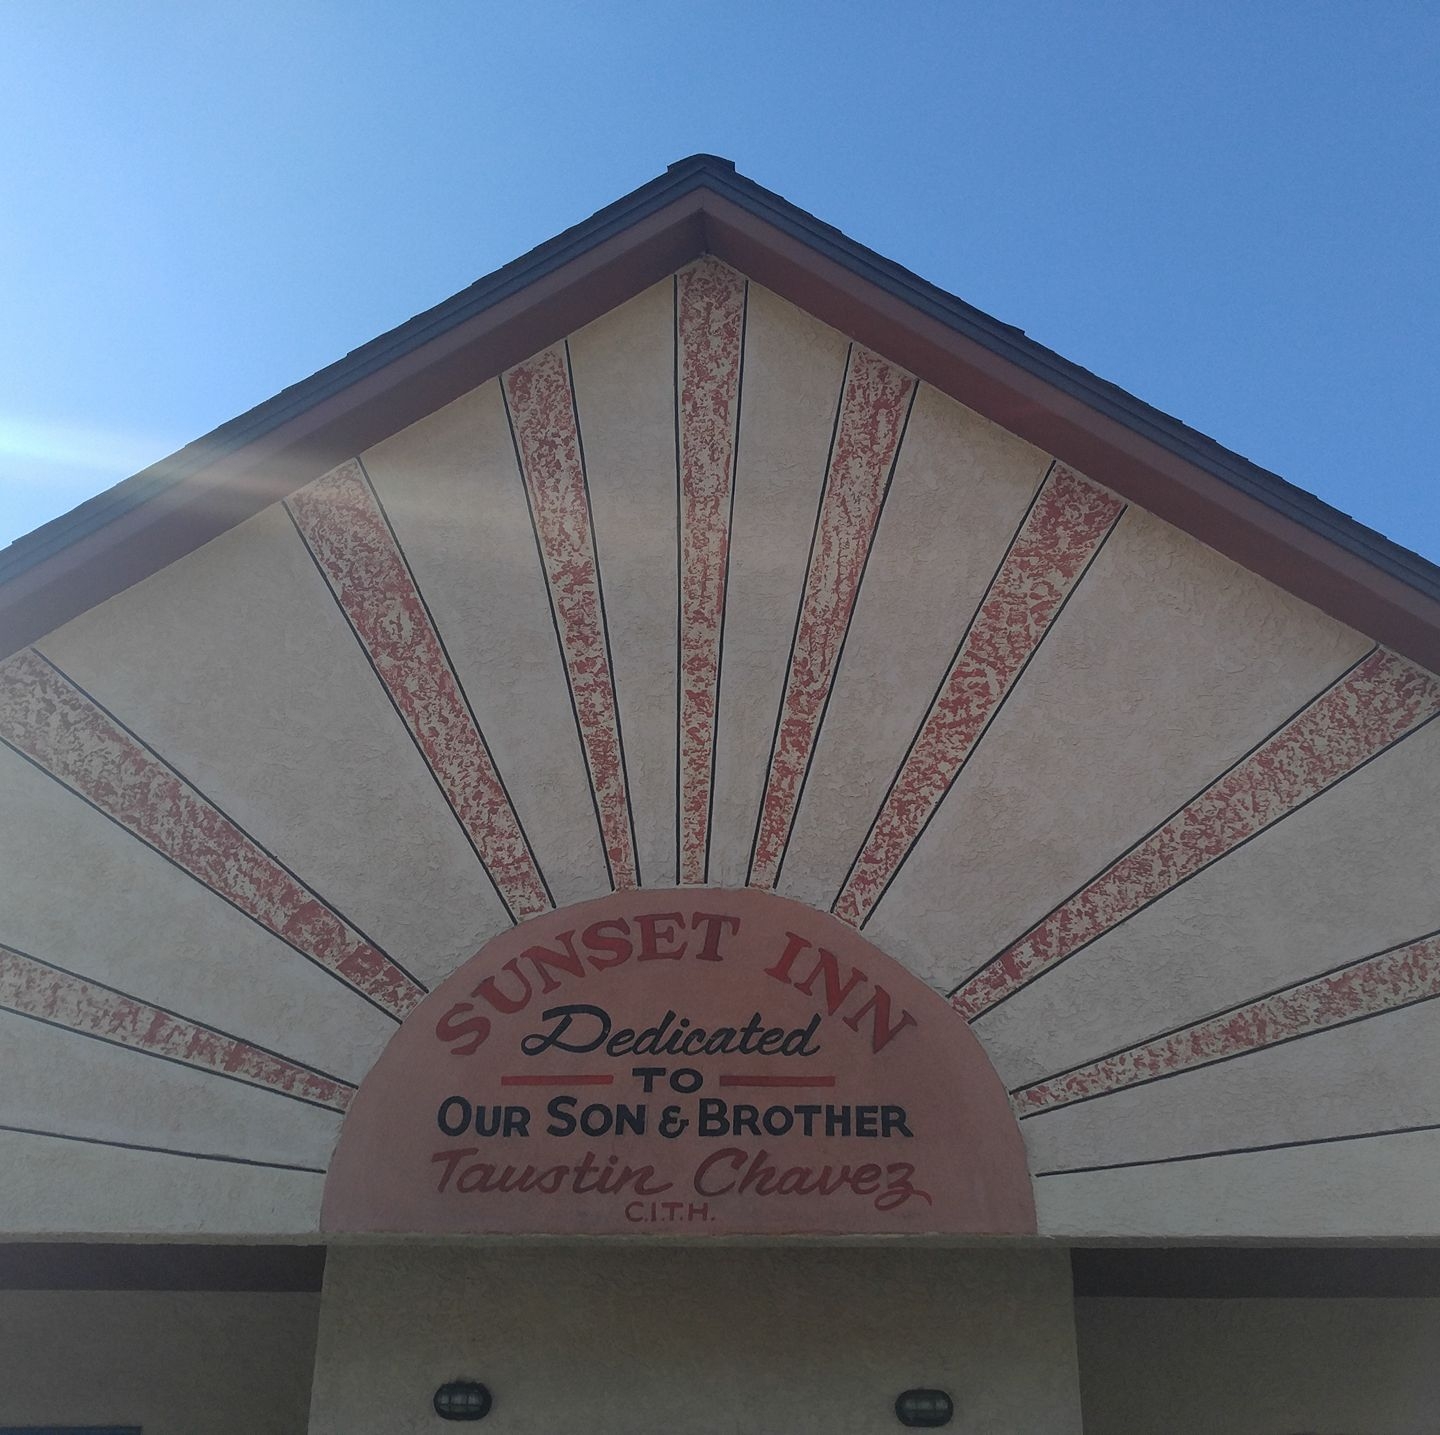 SUNSET INN
Dedicated
TO
OUR SON & BROTHER
Taustin Chavez
C.I.T.H.